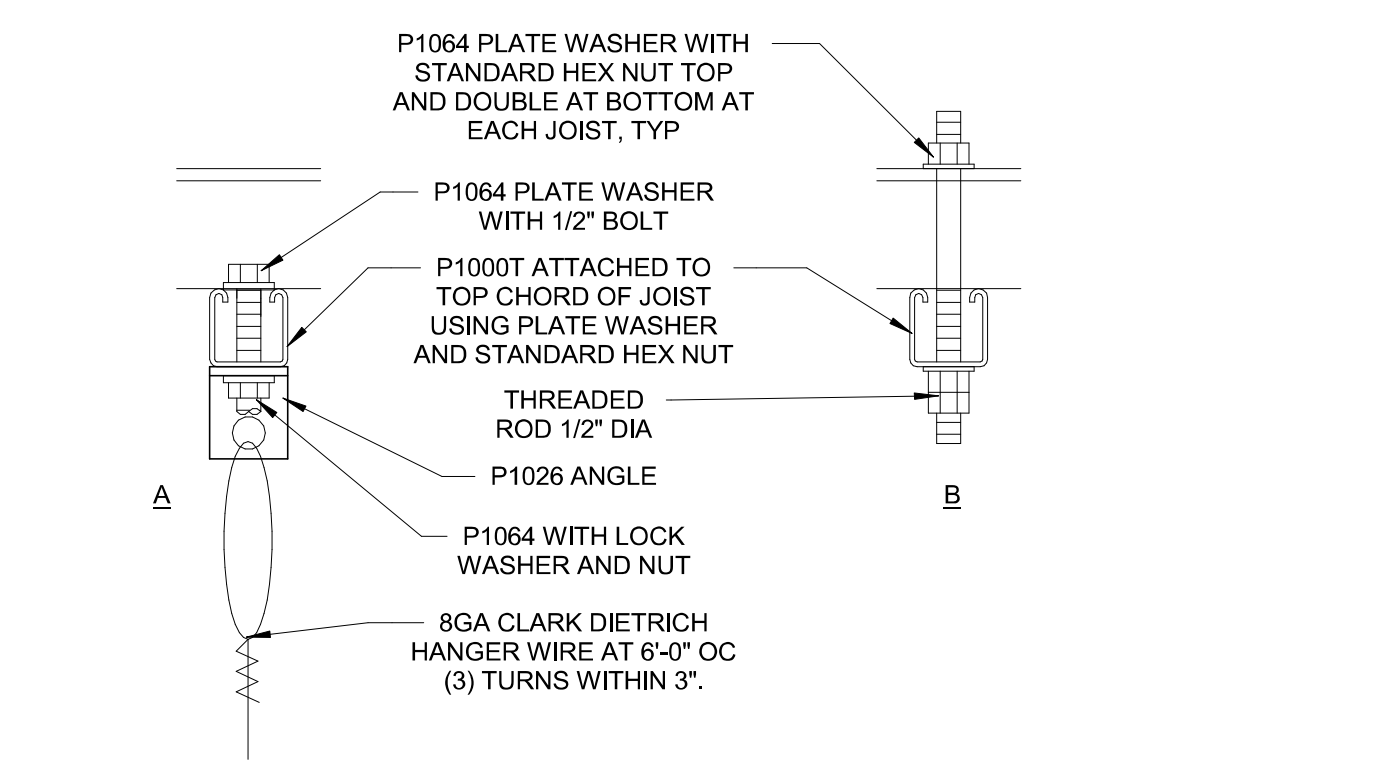 P1064 PLATE WASHER WITH
STANDARD HEX NUT TOP
AND DOUBLE AT BOTTOM AT
EACH JOIST, TYP
P1064 PLATE WASHER
WITH 1/2" BOLT
P1000T ATTACHED TO
TOP CHORD OF JOIST
USING PLATE WASHER
AND STANDARD HEX NUT
THREADED
ROD 1/2" DIA
P1026 ANGLE
A
B
P1064 WITH LOCK
WASHER AND NUT
8GA CLARK DIETRICH
HANGER WIRE AT 6'-0" OC
(3) TURNS WITHIN 3".